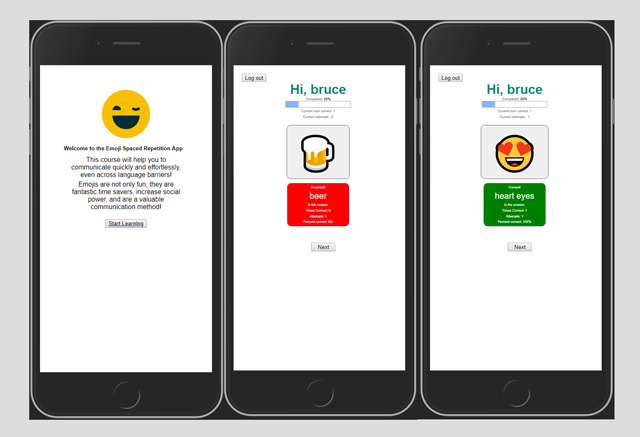 Welcome to the Emoji Spaced Repetition App
This course will help you to
communicate quickly and effortlessly,
even across language barriers!
Emojis are not only fun, they are
fantastic time savers, increase social
power, and are a valuable
communication method!
Start Learning
Log out
Hi, bruce
Completed: 20%
Current num correct: 1
Current attempts: 2
Incorrect!
beer
is the answer.
Times Correct: 0
Attempts: 1
Percent correct: 0%
Next
Log out
Hi, bruce
Completed: 20%
Current num correct: 1
Current attempts: 1
Correct!
heart eyes
is the answer.
Times Correct: 1
Attempts: 1
Percent correct: 100%
Next